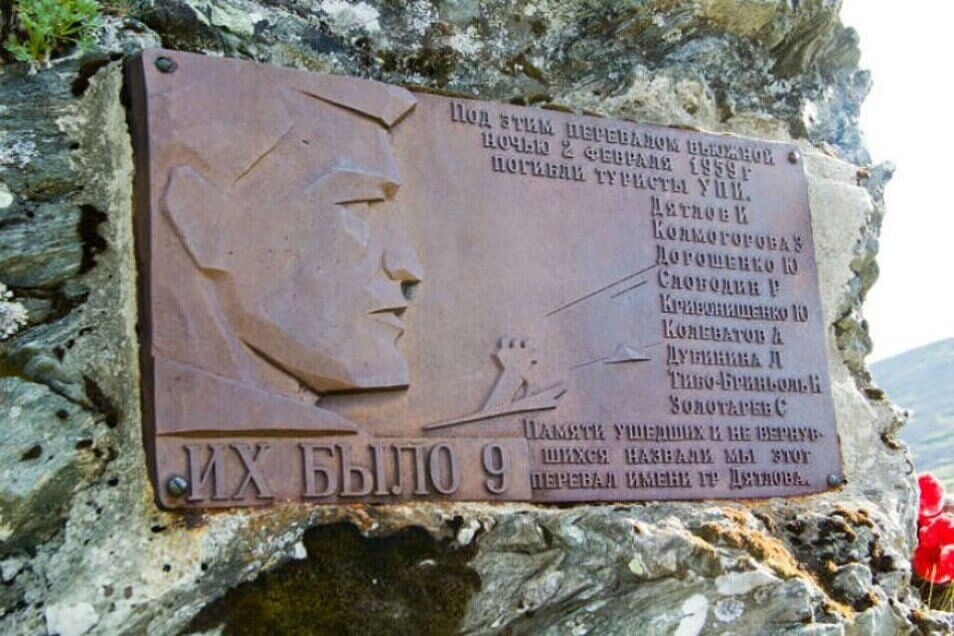 Под этим перевалом вьюжной
ночью 2 февраля 1959 г
погибли туристы УПИ.
Дятлов И
Колмогорова З
Дорошенко Ю
Слободин Р
Кривонищенко Ю
Колеватов А
Дубинина Л
Тибо-Бриньоль Н
Золотарев С
Памяти ушедших и не вернув-
шихся назвали мы этот
перевал имени гр Дятлова.
ИХ БЫЛО 9